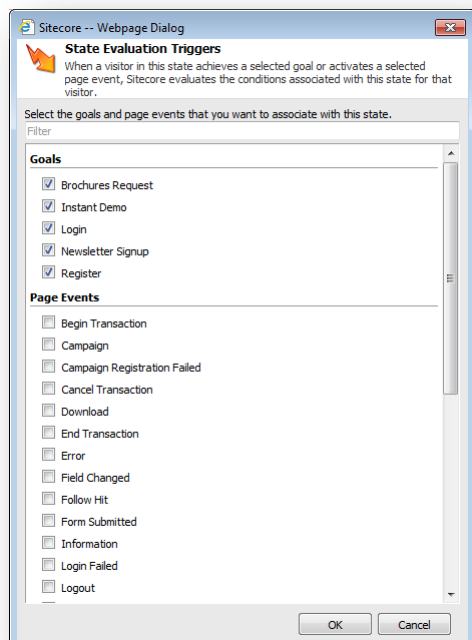 Sitecore -- Webpage Dialog
State Evaluation Triggers
When a visitor in this state achieves a selected goal or activates a selected
page event, Sitecore evaluates the conditions associated with this state for that
visitor.
Select the goals and page events that you want to associate with this state.
Filter
Goals
Brochures Request
Instant Demo
Login
Newsletter Signup
Register
Page Events
Begin Transaction
Campaign
Campaign Registration Failed
Cancel Transaction
Download
End Transaction
Error
Field Changed
Follow Hit
Form Submitted
Information
Login Failed
Logout
OK
Cancel